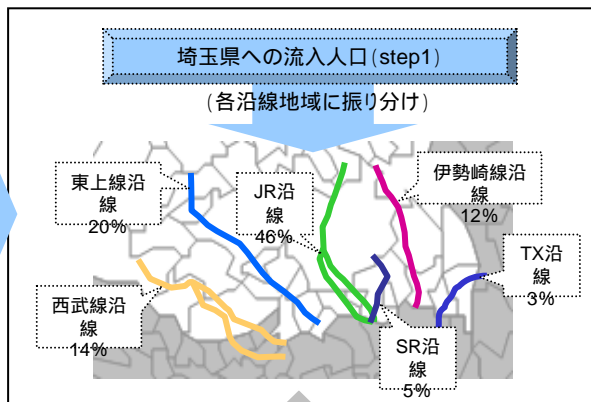 埼玉県への流入人口(step1)
(各沿線地域に振り分け)
東上線沿
線
20%
JR沿
線
46%
伊勢崎線沿
線
12%
TX沿
線
3%
西武線沿
線
14%
SR沿
線
5%